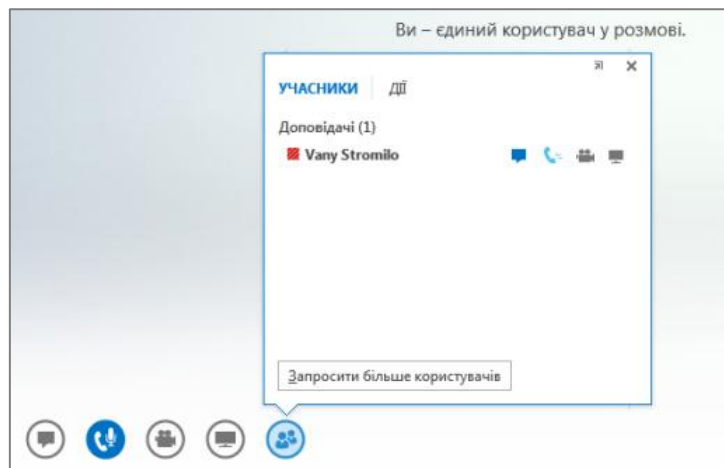 Ви – єдиний користувач у розмові.
УЧАСНИКИ ДІЇ
Доповідачі (1)
Vany Stromilo
Запросити більше користувачів